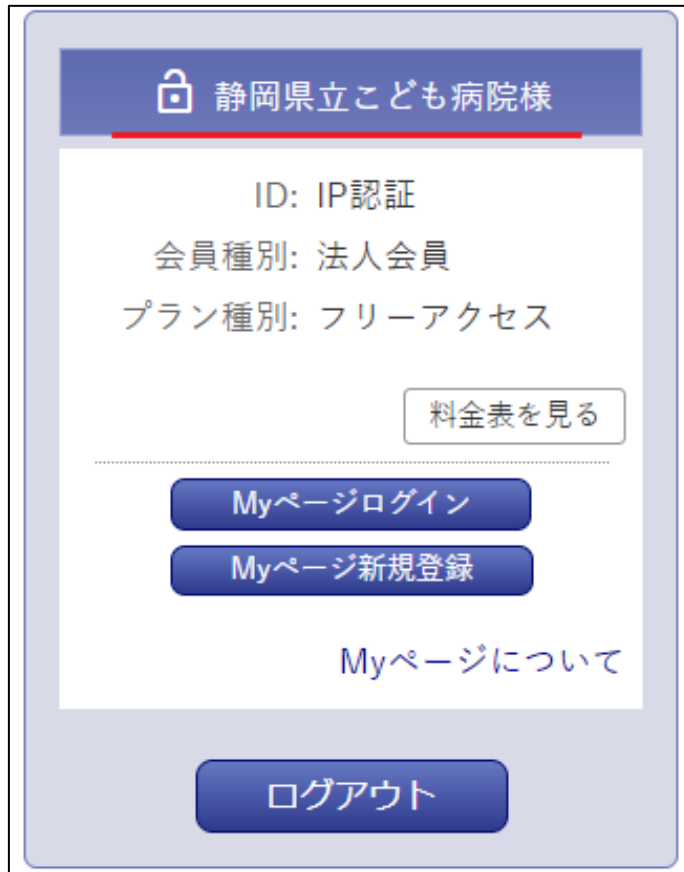 静岡県立こども病院様
ID: IP認証
会員種別: 法人会員
プラン種別: フリーアクセス
料金表を見る
Myページログイン
Myページ新規登録
Myページについて
ログアウト